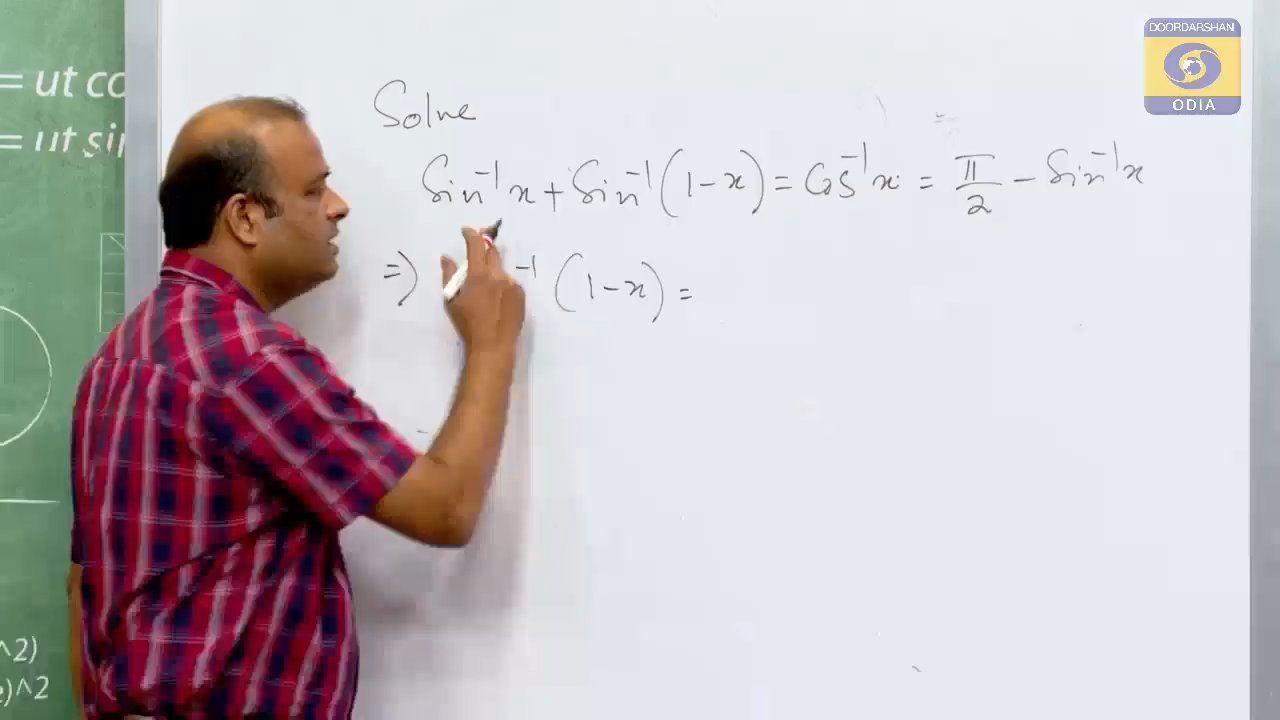 DOORDARSHAN
ODIA
= ut co
= ut sin
Solve
Sin⁻¹x + Sin⁻¹(1-x) = Cos⁻¹x = π/2 - Sin⁻¹x
=> ⁻¹(1-x) =
^2)
)^2